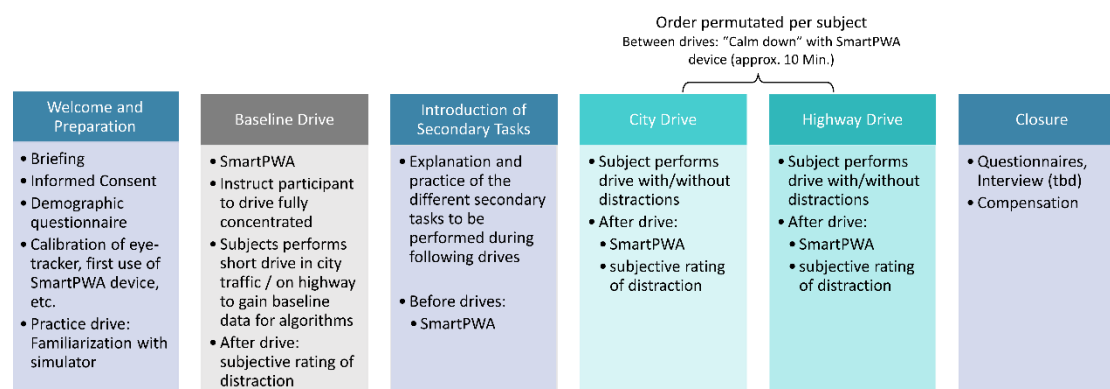 Order permutated per subject
Between drives: “Calm down” with SmartPWA
device (approx. 10 Min.)
Welcome and
Preparation
• Briefing
• Informed Consent
• Demographic
questionnaire
• Calibration of eye-
tracker, first use of
SmartPWA device,
etc.
• Practice drive:
Familiarization with
simulator
Baseline Drive
• SmartPWA
• Instruct participant
to drive fully
concentrated
• Subjects performs
short drive in city
traffic / on highway
to gain baseline
data for algorithms
• After drive:
subjective rating of
distraction
Introduction of
Secondary Tasks
• Explanation and
practice of the
different secondary
tasks to be
performed during
following drives
• Before drives:
• SmartPWA
City Drive
• Subject performs
drive with/without
distractions
• After drive:
• SmartPWA
• subjective rating
of distraction
Highway Drive
• Subject performs
drive with/without
distractions
• After drive:
• SmartPWA
• subjective rating
of distraction
Closure
• Questionnaires,
Interview (tbd)
• Compensation